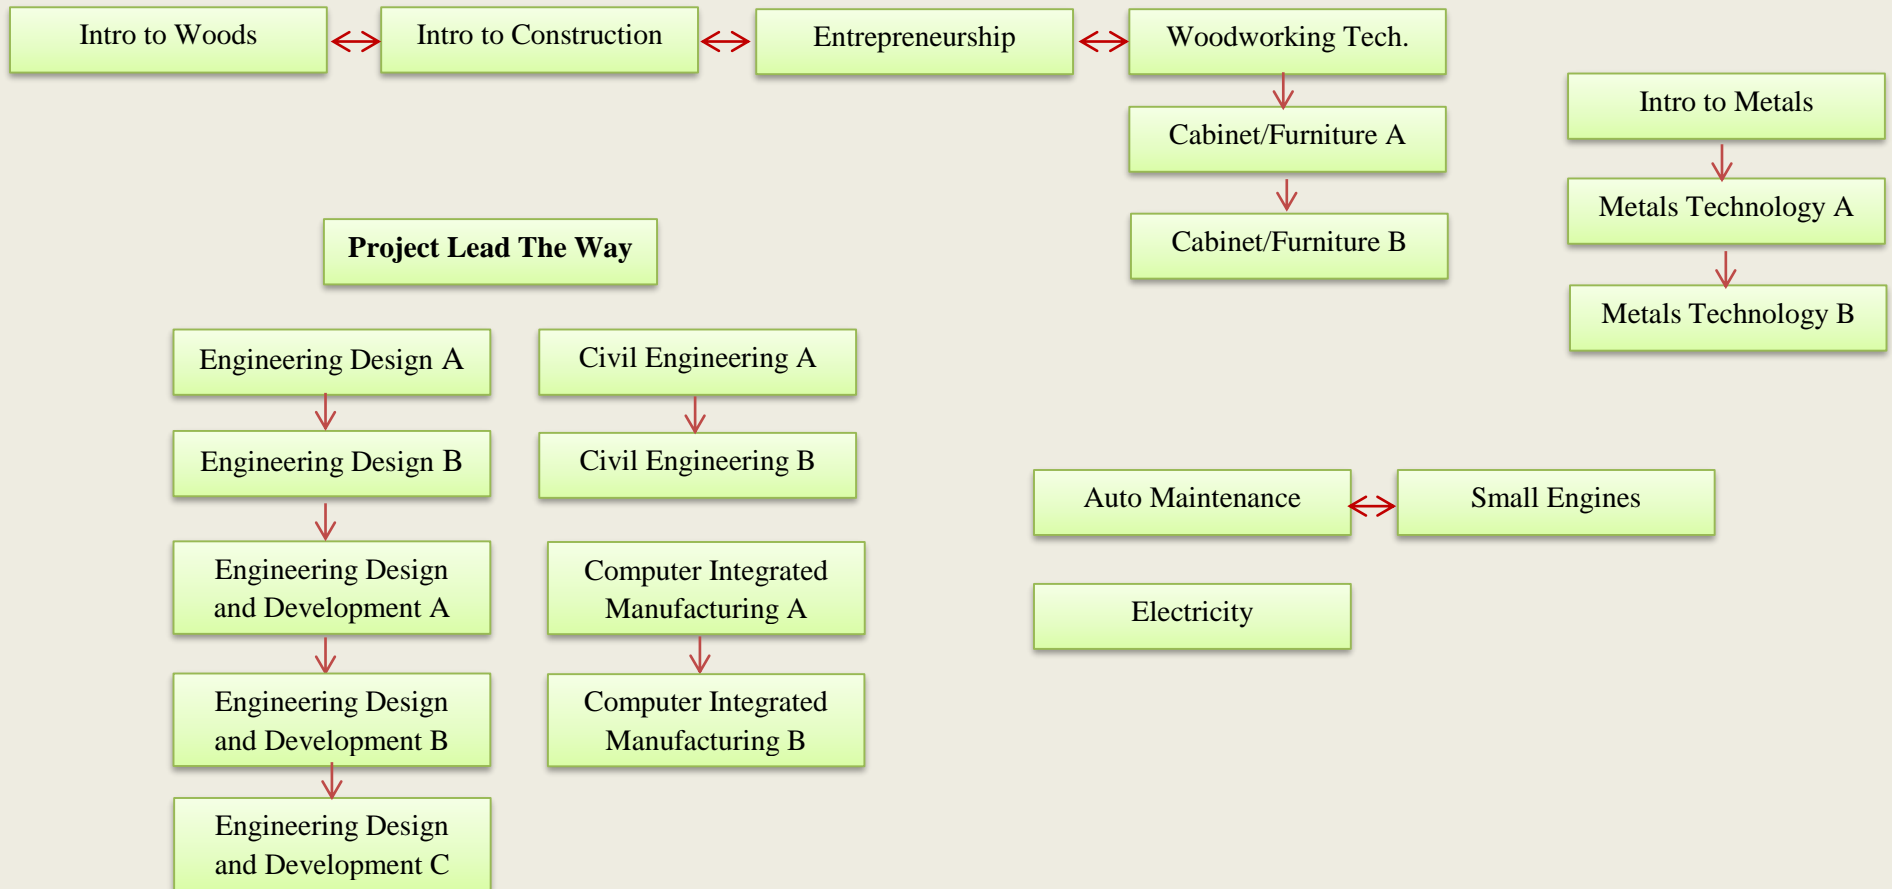 Intro to Woods
Intro to Construction
Entrepreneurship
Woodworking Tech.
Cabinet/Furniture A
Cabinet/Furniture B
Intro to Metals
Metals Technology A
Metals Technology B
Project Lead The Way
Engineering Design A
Engineering Design B
Engineering Design
and Development A
Engineering Design
and Development B
Engineering Design
and Development C
Civil Engineering A
Civil Engineering B
Computer Integrated
Manufacturing A
Computer Integrated
Manufacturing B
Auto Maintenance
Small Engines
Electricity